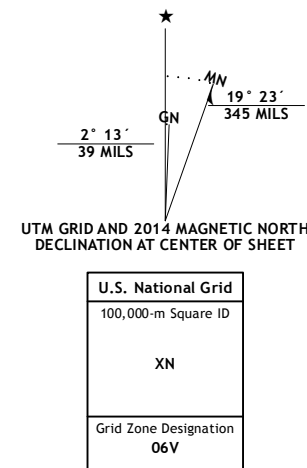 ★
MN
GN
19° 23´
345 MILS
2° 13´
39 MILS
UTM GRID AND 2014 MAGNETIC NORTH
DECLINATION AT CENTER OF SHEET
U.S. National Grid
100,000-m Square ID
XN
Grid Zone Designation
06V